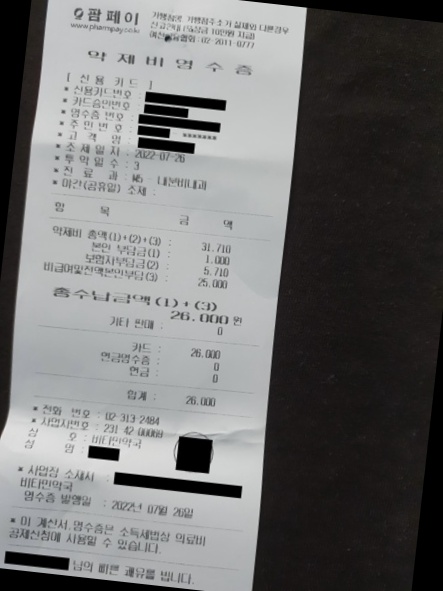 팜페이
www.pharmpay.co.kr
가맹점명, 가맹점주소가 실제와 다른경우
신고안내 (포상금 10만원 지급)
여신금융협회 : 02-2011-0777
약 제 비 영 수 증
[ 신 용 카 드 ]
* 신용카드번호 :
* 카드승인번호 :
* 영수증 번호 :
* 주 민 번 호 : - *******
* 고 객 명 :
* 조 제 일 자 : 2022-07-26
* 투 약 일 수 : 3
* 진 료 과 : 내분비내과
* 야간(공휴일) 조제 :
항 목 금 액
약제비 총액(1)+(2)+(3) : 31,710
본인 부담금(1) : 1,000
보험자부담금(2) : 5,710
비급여및전액본인부담(3) : 25,000
총수납금액(1)+(3)
26,000 원
기타 판매 : 0
카드 : 26,000
현금영수증 : 0
현금 : 0
합계 : 26,000
* 전화 번호 : 02-313-2484
* 사업자번호 : 231-42-00068
상 호 : 비타민약국
성 명 :
* 사업장 소재지 :
비타민약국
영수증 발행일 : 2022년 07월 26일
* 이 계산서,영수증은 소득세법상 의료비
공제신청에 사용할 수 있습니다.
님의 빠른 쾌유를 빕니다.